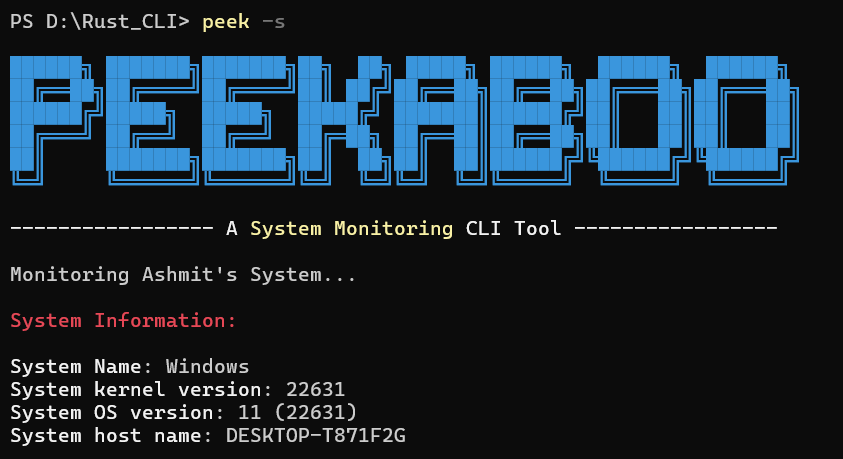 PS D:\Rust_CLI> peek -s
PEEKABOO
----------------- A System Monitoring CLI Tool -----------------
Monitoring Ashmit's System...
System Information:
System Name: Windows
System kernel version: 22631
System OS version: 11 (22631)
System host name: DESKTOP-T871F2G